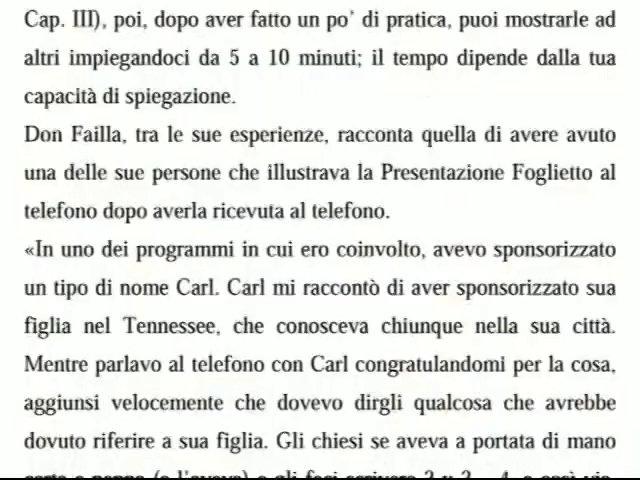 Cap. III), poi, dopo aver fatto un po' di pratica, puoi mostrarle ad
altri impiegandoci da 5 a 10 minuti; il tempo dipende dalla tua
capacità di spiegazione.
Don Failla, tra le sue esperienze, racconta quella di avere avuto
una delle sue persone che illustrava la Presentazione Foglietto al
telefono dopo averla ricevuta al telefono.
«In uno dei programmi in cui ero coinvolto, avevo sponsorizzato
un tipo di nome Carl. Carl mi raccontò di aver sponsorizzato sua
figlia nel Tennessee, che conosceva chiunque nella sua città.
Mentre parlavo al telefono con Carl congratulandomi per la cosa,
aggiunsi velocemente che dovevo dirgli qualcosa che avrebbe
dovuto riferire a sua figlia. Gli chiesi se aveva a portata di mano